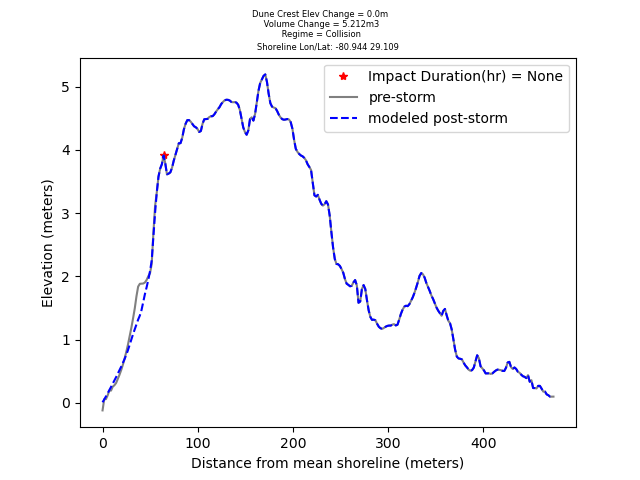 Dune Crest Elev Change = 0.0m
Volume Change = 5.212m3
Regime = Collision
Shoreline Lon/Lat: -80.944 29.109
Impact Duration(hr) = None
pre-storm
modeled post-storm
Elevation (meters)
5
4
3
2
1
0
0 100 200 300 400
Distance from mean shoreline (meters)